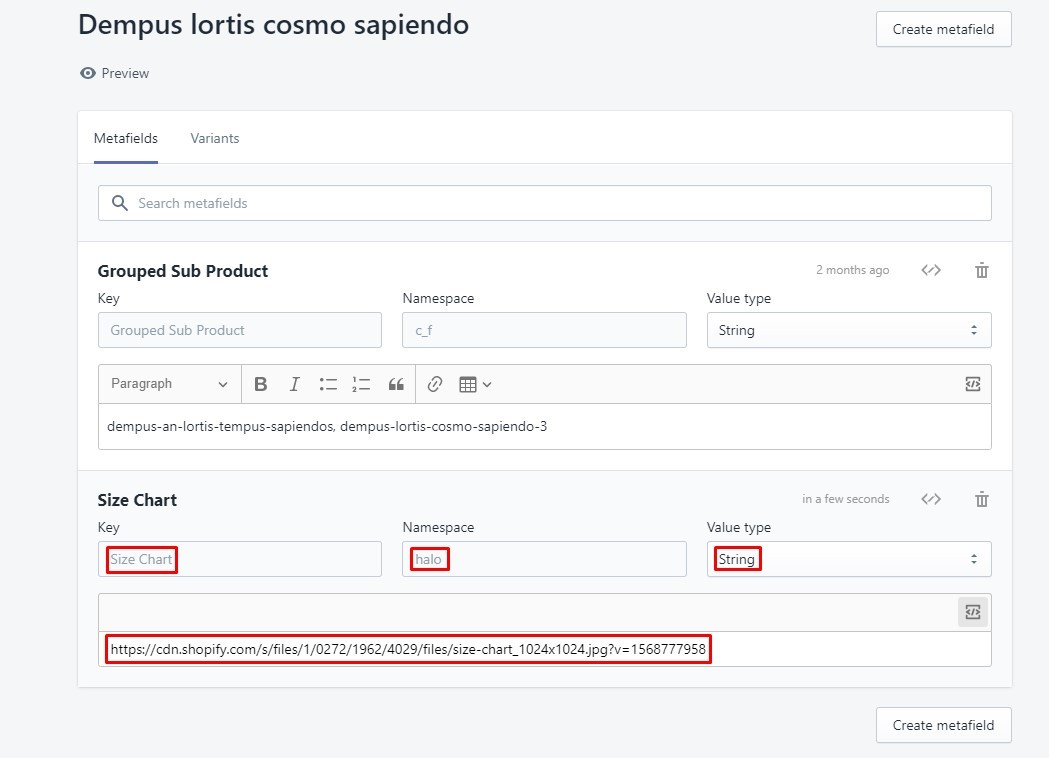 Dempus lortis cosmo sapiendo
Create metafield
Preview
Metafields Variants
Search metafields
Grouped Sub Product 2 months ago
Key Namespace Value type
Grouped Sub Product c_f String
Paragraph B I
dempus-an-lortis-tempus-sapiendos, dempus-lortis-cosmo-sapiendo-3
Size Chart in a few seconds
Key Namespace Value type
Size Chart halo String
https://cdn.shopify.com/s/files/1/0272/1962/4029/files/size-chart_1024x1024.jpg?v=1568777958
Create metafield